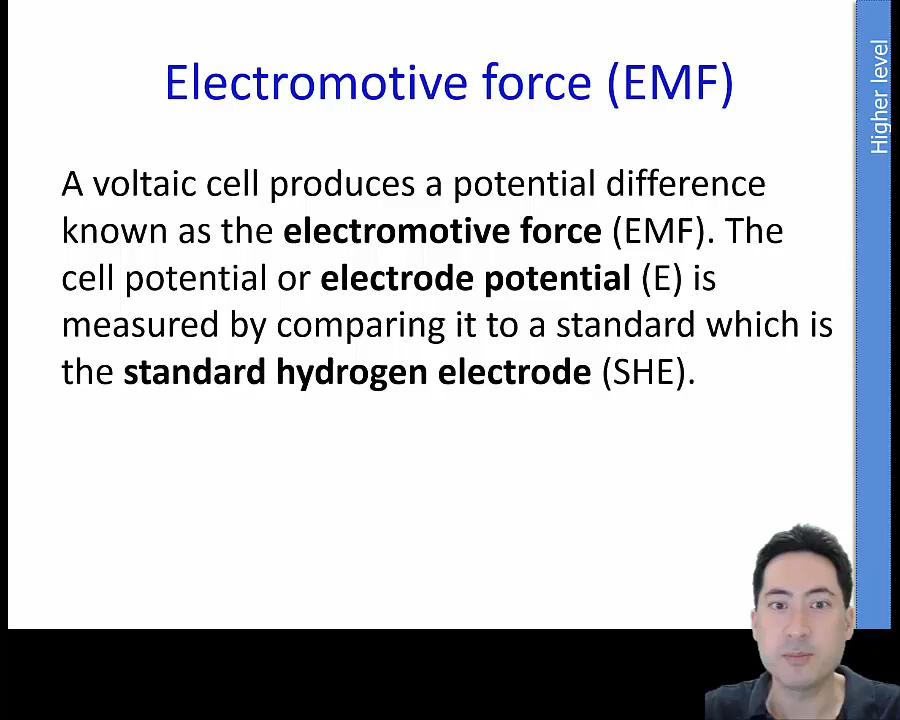 Electromotive force (EMF)
A voltaic cell produces a potential difference
known as the electromotive force (EMF). The
cell potential or electrode potential (E) is
measured by comparing it to a standard which is
the standard hydrogen electrode (SHE).
Higher level